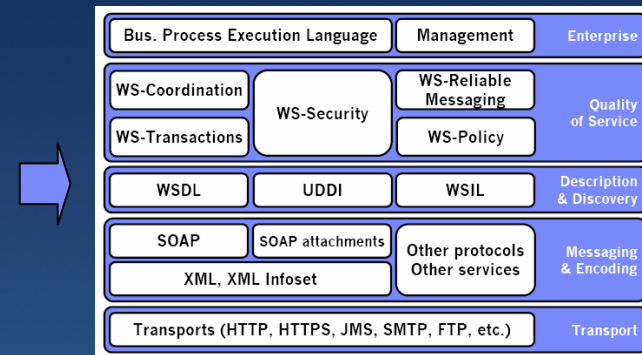 Bus. Process Execution Language
Management
Enterprise
WS-Coordination
WS-Security
WS-Reliable
Messaging
WS-Transactions
WS-Policy
Quality
of Service
WSDL
UDDI
WSIL
Description
& Discovery
SOAP
SOAP attachments
Other protocols
Other services
XML, XML Infoset
Messaging
& Encoding
Transports (HTTP, HTTPS, JMS, SMTP, FTP, etc.)
Transport